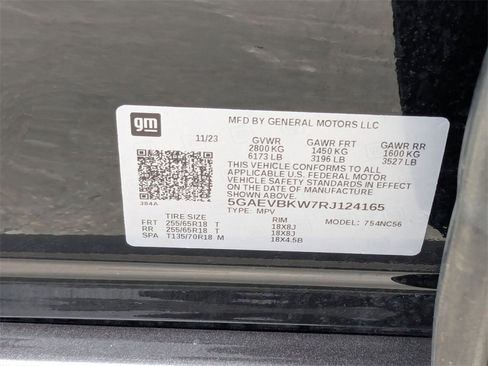 gm
MFD BY GENERAL MOTORS LLC
11/23 GVWR GAWR FRT GAWR RR
2800 KG 1450 KG 1600 KG
6173 LB 3196 LB 3527 LB
THIS VEHICLE CONFORMS TO ALL
APPLICABLE U.S. FEDERAL MOTOR
VEHICLE SAFETY STANDARDS IN EFFECT
ON THE DATE OF MANUFACTURE SHOWN ABOVE.
384A
5GAEVBKW7RJ124165
TYPE: MPV MODEL: 754NC56
TIRE SIZE RIM
FRT 255/65R18 T 18X8J
RR 255/65R18 T 18X8J
SPA T135/70R18 M 18X4.5B